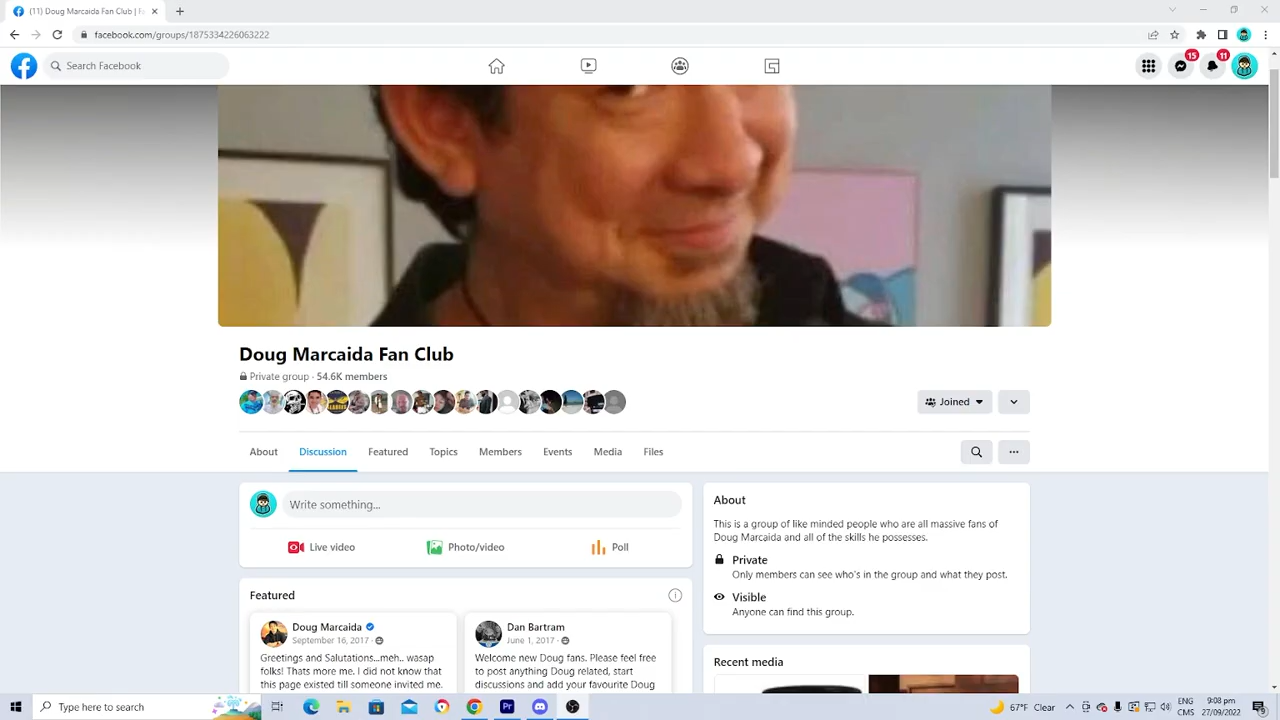 (11) Doug Marcaida Fan Club | Fa
facebook.com/groups/1875334226063222
Search Facebook
15
11
Doug Marcaida Fan Club
Private group · 54.6K members
Joined
About
Discussion
Featured
Topics
Members
Events
Media
Files
Write something...
Live video
Photo/video
Poll
About
This is a group of like minded people who are all massive fans of
Doug Marcaida and all of the skills he possesses.
Private
Only members can see who's in the group and what they post.
Visible
Anyone can find this group.
Featured
Doug Marcaida
September 16, 2017 ·
Greetings and Salutations...meh.. wasap
folks! Thats more me. I did not know that
this page existed till someone invited me.
Dan Bartram
June 1, 2017 ·
Welcome new Doug fans. Please feel free
to post anything Doug related, start
discussions and add your favourite Doug
Recent media
Type here to search
67°F Clear
ENG
CMS
9:08 pm
27/09/2022